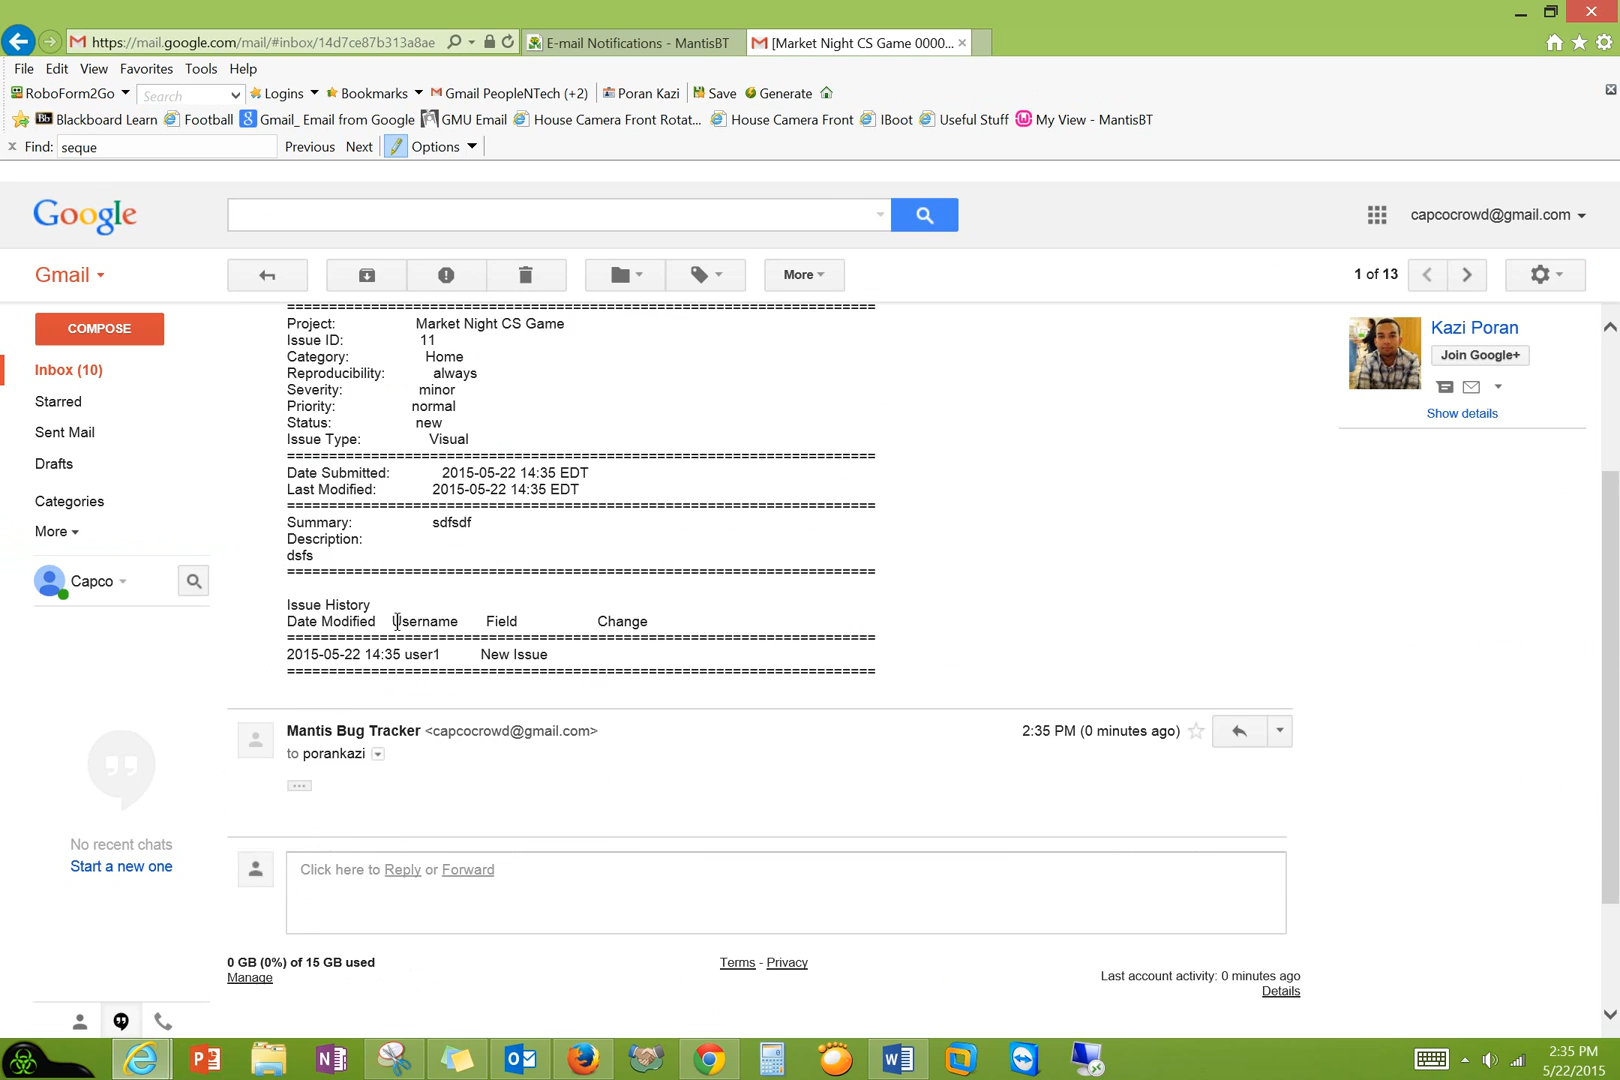 https://mail.google.com/mail/#inbox/14d7ce87b313a8ae
E-mail Notifications - MantisBT
[Market Night CS Game 0000...
File Edit View Favorites Tools Help
RoboForm2Go Search Logins Bookmarks Gmail PeopleNTech (+2) Poran Kazi Save Generate
Blackboard Learn Football Gmail_ Email from Google GMU Email House Camera Front Rotat... House Camera Front IBoot Useful Stuff My View - MantisBT
x Find: seque Previous Next Options
Google
capcocrowd@gmail.com
Gmail
More
1 of 13
COMPOSE
Inbox (10)
Starred
Sent Mail
Drafts
Categories
More
Capco
No recent chats
Start a new one
======================================================================
Project: Market Night CS Game
Issue ID: 11
Category: Home
Reproducibility: always
Severity: minor
Priority: normal
Status: new
Issue Type: Visual
======================================================================
Date Submitted: 2015-05-22 14:35 EDT
Last Modified: 2015-05-22 14:35 EDT
======================================================================
Summary: sdfsdf
Description:
dsfs
======================================================================
Issue History
Date Modified Username Field Change
======================================================================
2015-05-22 14:35 user1 New Issue
======================================================================
Mantis Bug Tracker <capcocrowd@gmail.com>
2:35 PM (0 minutes ago)
to porankazi
Click here to Reply or Forward
0 GB (0%) of 15 GB used
Manage
Terms - Privacy
Last account activity: 0 minutes ago
Details
Kazi Poran
Join Google+
Show details
2:35 PM
5/22/2015